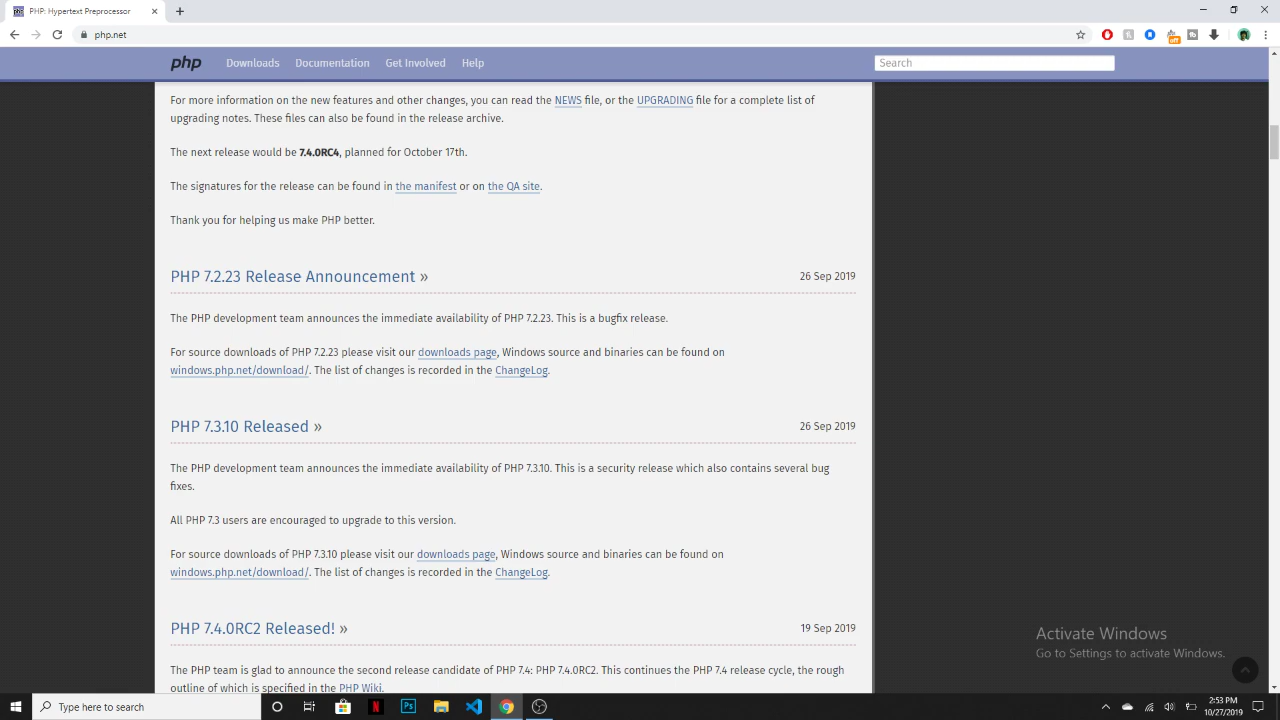 PHP: Hypertext Preprocessor
php.net
php Downloads Documentation Get Involved Help Search
For more information on the new features and other changes, you can read the NEWS file, or the UPGRADING file for a complete list of
upgrading notes. These files can also be found in the release archive.
The next release would be 7.4.0RC4, planned for October 17th.
The signatures for the release can be found in the manifest or on the QA site.
Thank you for helping us make PHP better.
PHP 7.2.23 Release Announcement » 26 Sep 2019
The PHP development team announces the immediate availability of PHP 7.2.23. This is a bugfix release.
For source downloads of PHP 7.2.23 please visit our downloads page, Windows source and binaries can be found on
windows.php.net/download/. The list of changes is recorded in the ChangeLog.
PHP 7.3.10 Released » 26 Sep 2019
The PHP development team announces the immediate availability of PHP 7.3.10. This is a security release which also contains several bug
fixes.
All PHP 7.3 users are encouraged to upgrade to this version.
For source downloads of PHP 7.3.10 please visit our downloads page, Windows source and binaries can be found on
windows.php.net/download/. The list of changes is recorded in the ChangeLog.
PHP 7.4.0RC2 Released! » 19 Sep 2019
The PHP team is glad to announce the second release candidate of PHP 7.4: PHP 7.4.0RC2. This continues the PHP 7.4 release cycle, the rough
outline of which is specified in the PHP Wiki.
Activate Windows
Go to Settings to activate Windows.
Type here to search
2:53 PM
10/27/2019